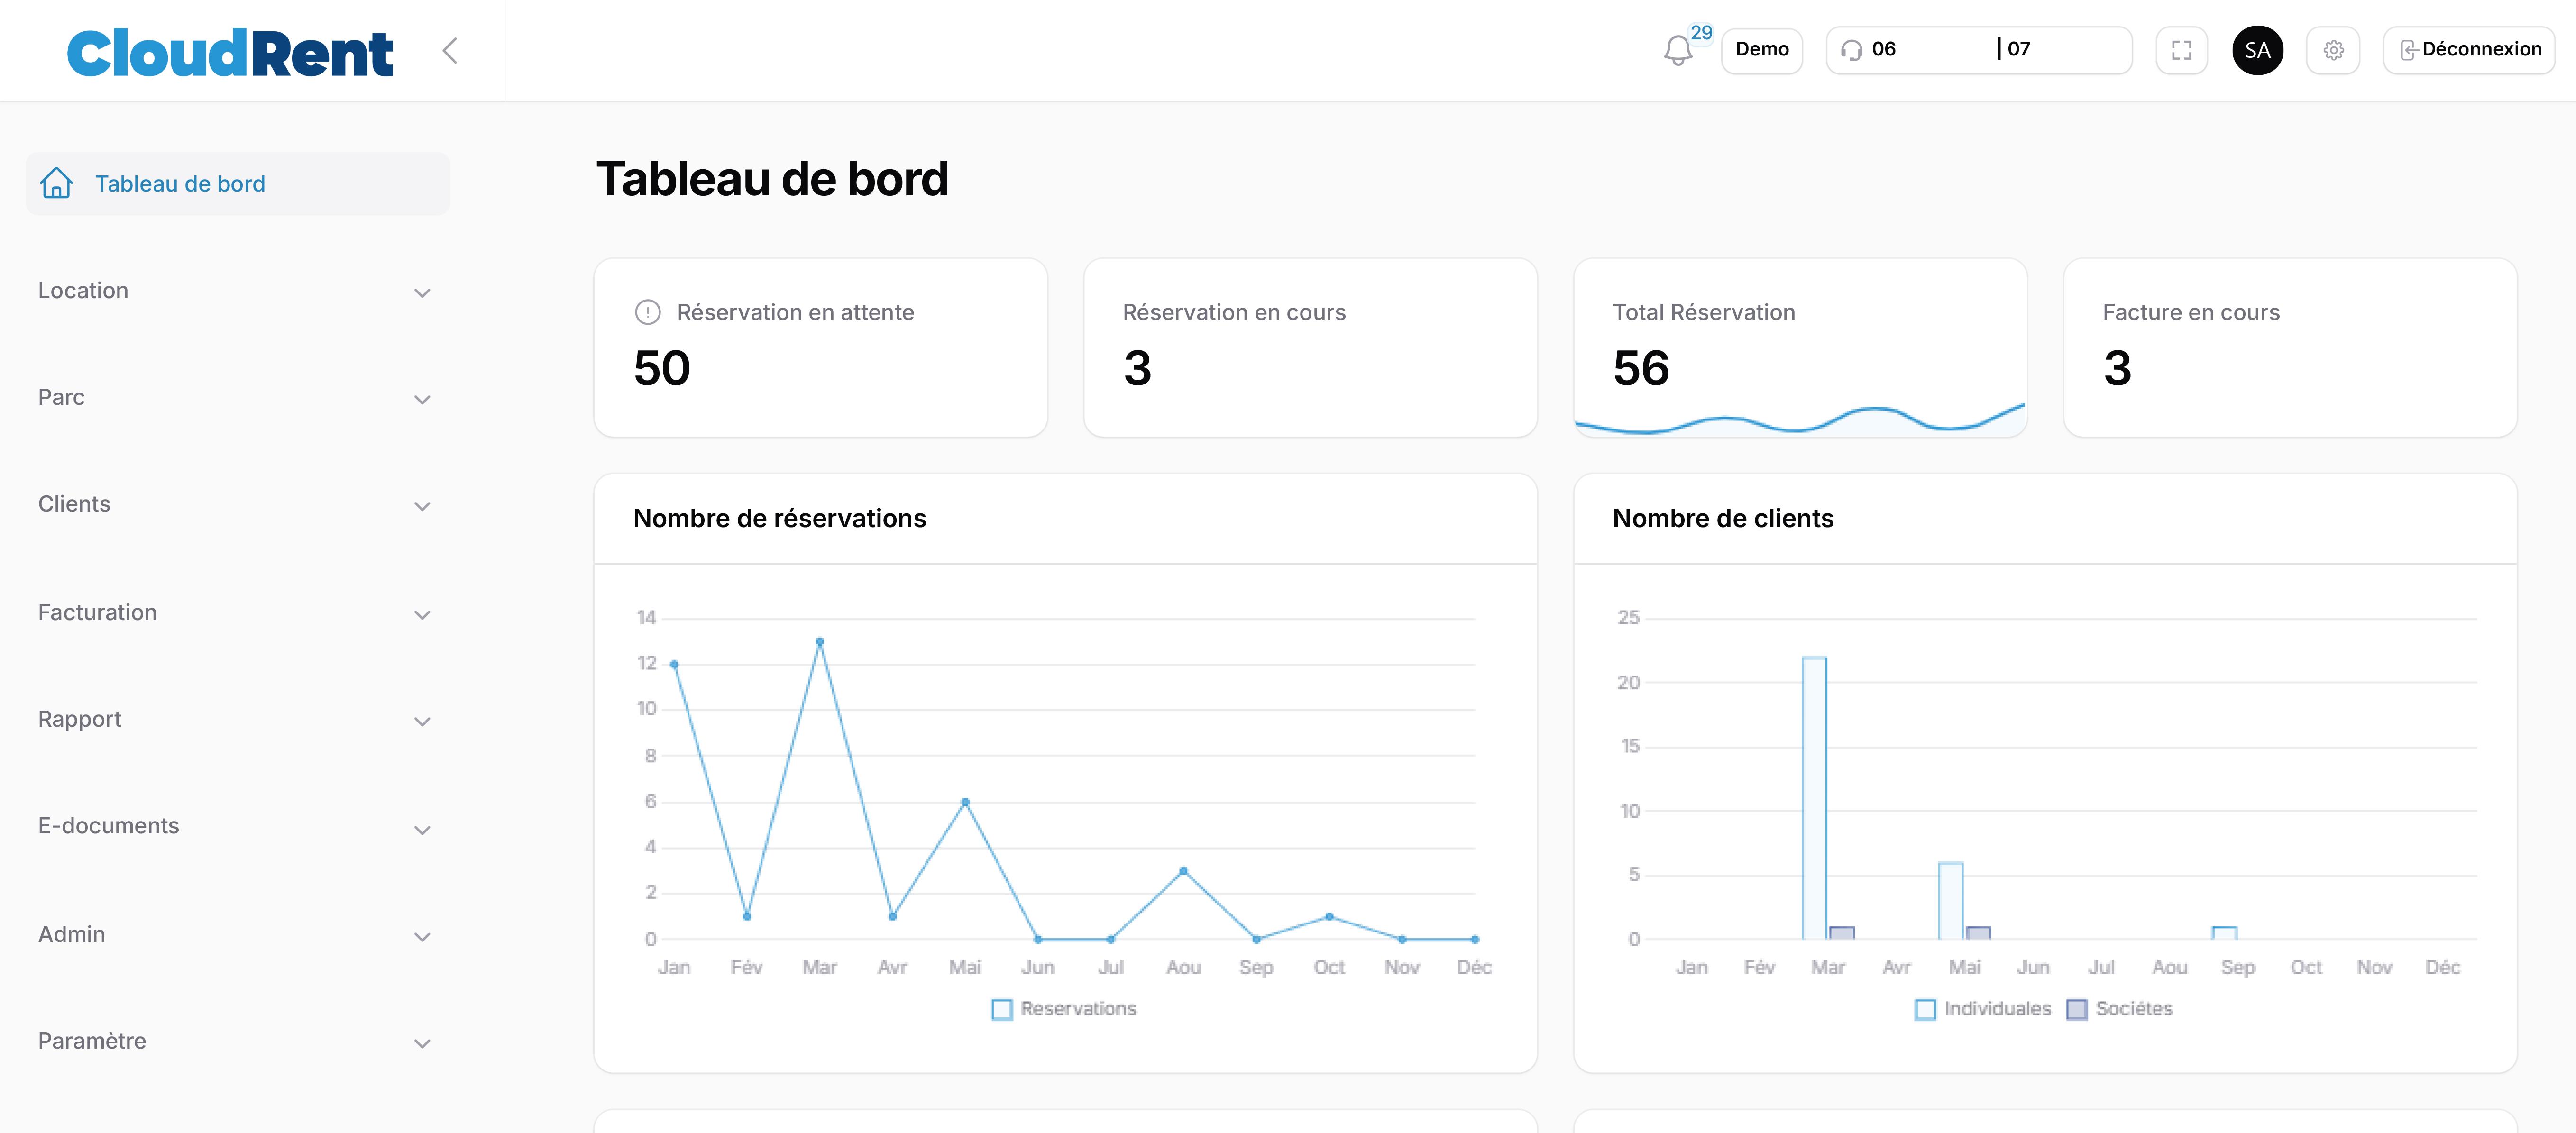 CloudRent
29
Demo
06 | 07
SA
Déconnexion
Tableau de bord
Location
Parc
Clients
Facturation
Rapport
E-documents
Admin
Paramètre
Tableau de bord
Réservation en attente
50
Réservation en cours
3
Total Réservation
56
Facture en cours
3
Nombre de réservations
14
12
10
8
6
4
2
0
Jan Fév Mar Avr Mai Jun Jul Aou Sep Oct Nov Déc
Reservations
Nombre de clients
25
20
15
10
5
0
Jan Fév Mar Avr Mai Jun Jul Aou Sep Oct Nov Déc
Individuales Sociétes